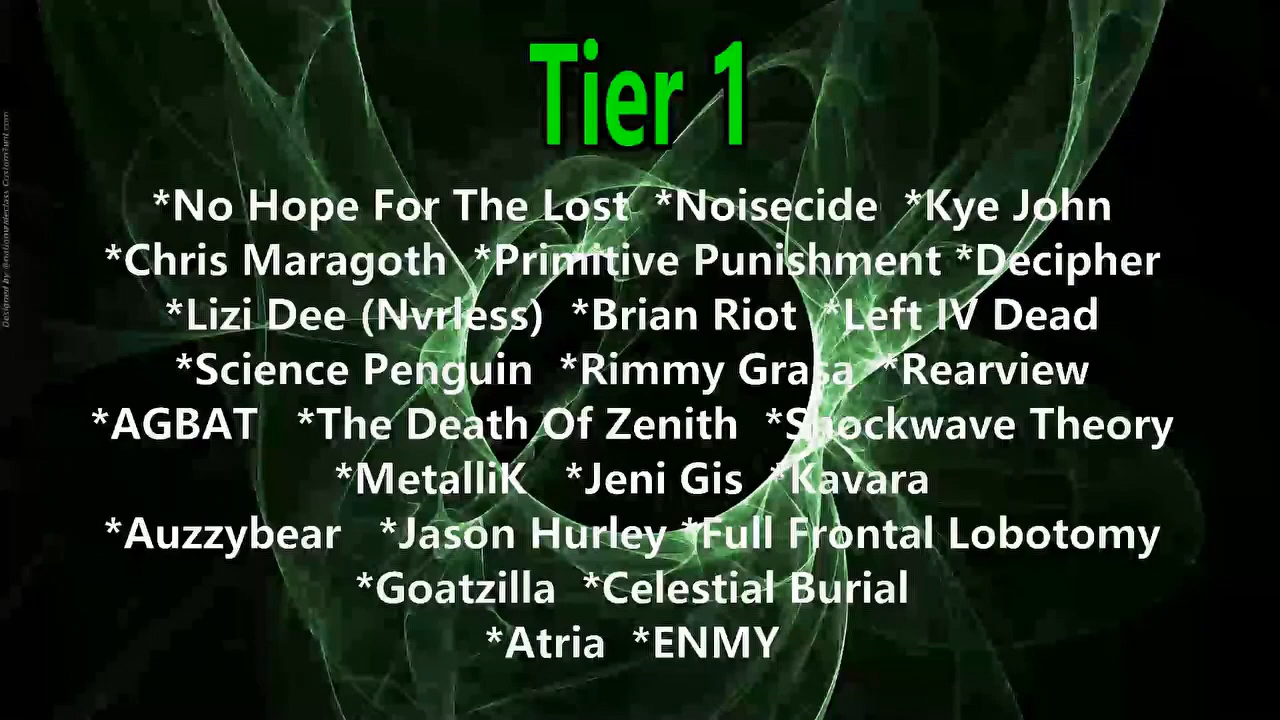 Tier 1
*No Hope For The Lost *Noisecide *Kye John
*Chris Maragoth *Primitive Punishment *Decipher
*Lizi Dee (Nvrless) *Brian Riot *Left IV Dead
*Science Penguin *Rimmy Grasa *Rearview
*AGBAT *The Death Of Zenith *Shockwave Theory
*MetalliK *Jeni Gis *Kavara
*Auzzybear *Jason Hurley *Full Frontal Lobotomy
*Goatzilla *Celestial Burial
*Atria *ENMY
Designed by